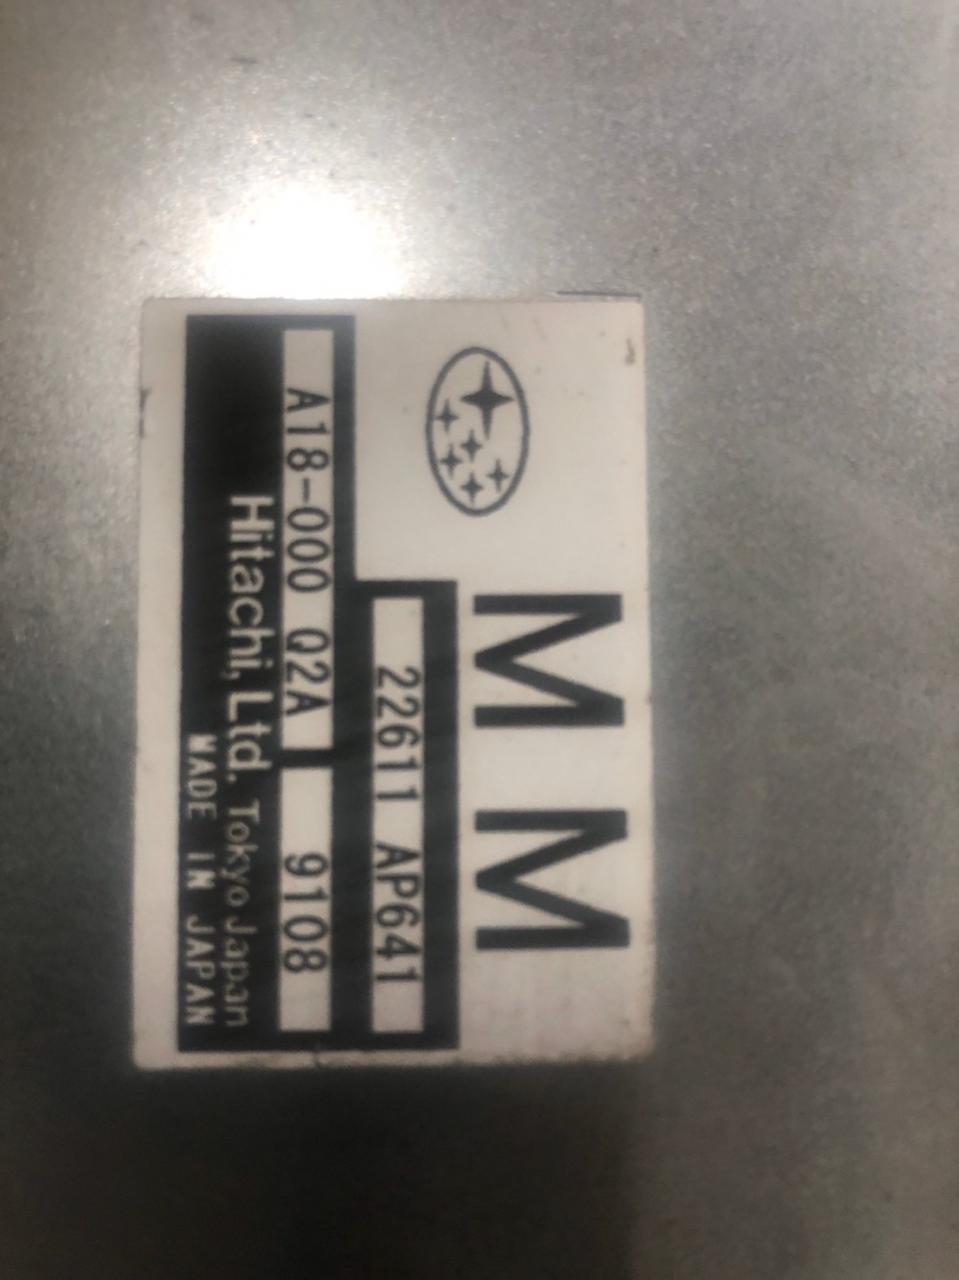 MM
22611 AP641
A18-000 Q2A 9108
Hitachi, Ltd. Tokyo Japan
MADE IN JAPAN